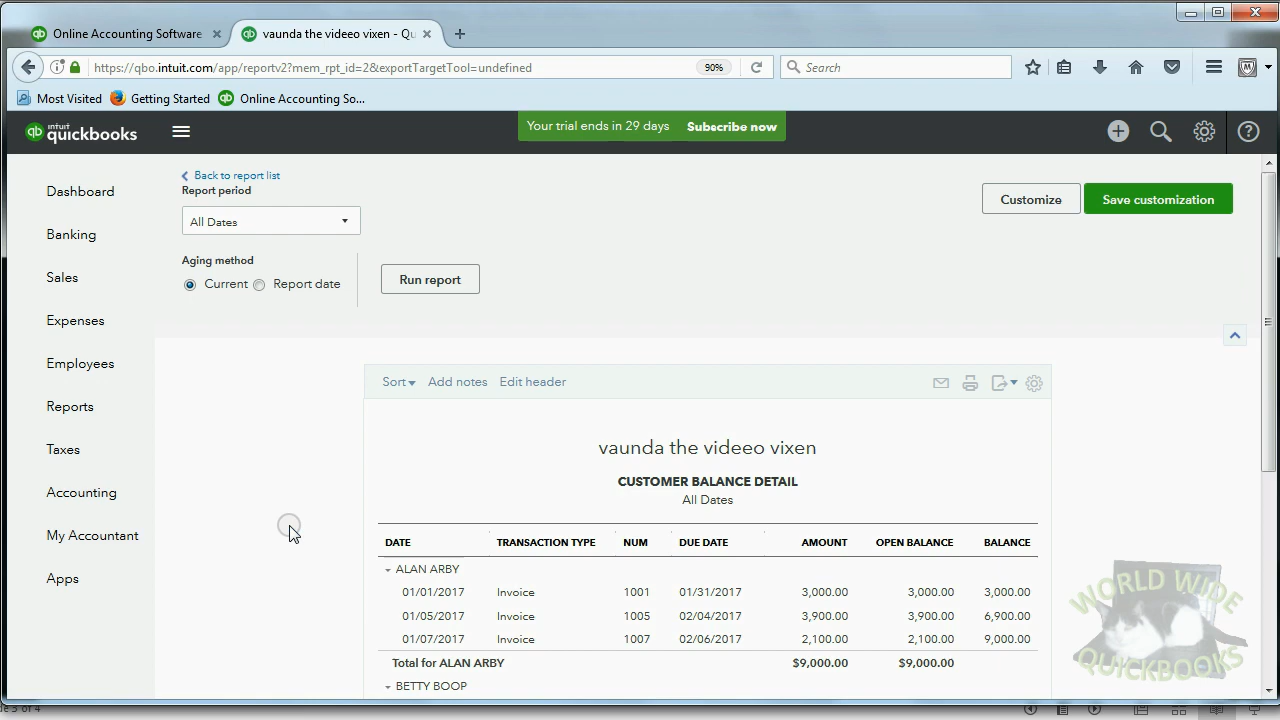 Online Accounting Software
vaunda the videeo vixen - Qu
https://qbo.intuit.com/app/reportv2?mem_rpt_id=2&exportTargetTool=undefined
90%
Search
Most Visited
Getting Started
Online Accounting So...
intuit
quickbooks
Your trial ends in 29 days Subscribe now
Dashboard
Banking
Sales
Expenses
Employees
Reports
Taxes
Accounting
My Accountant
Apps
Back to report list
Report period
All Dates
Customize
Save customization
Aging method
Current Report date
Run report
Sort Add notes Edit header
vaunda the videeo vixen
CUSTOMER BALANCE DETAIL
All Dates
DATE TRANSACTION TYPE NUM DUE DATE AMOUNT OPEN BALANCE BALANCE
ALAN ARBY
01/01/2017 Invoice 1001 01/31/2017 3,000.00 3,000.00 3,000.00
01/05/2017 Invoice 1005 02/04/2017 3,900.00 3,900.00 6,900.00
01/07/2017 Invoice 1007 02/06/2017 2,100.00 2,100.00 9,000.00
Total for ALAN ARBY $9,000.00 $9,000.00
BETTY BOOP
WORLD WIDE
QUICKBOOKS
of 4